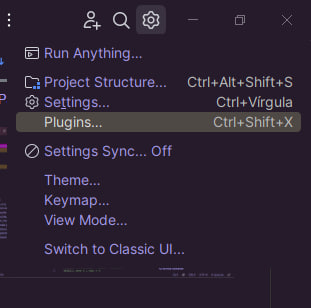 Run Anything...
Project Structure... Ctrl+Alt+Shift+S
Settings... Ctrl+Vírgula
Plugins... Ctrl+Shift+X
Settings Sync... Off
Theme...
Keymap...
View Mode...
Switch to Classic UI...